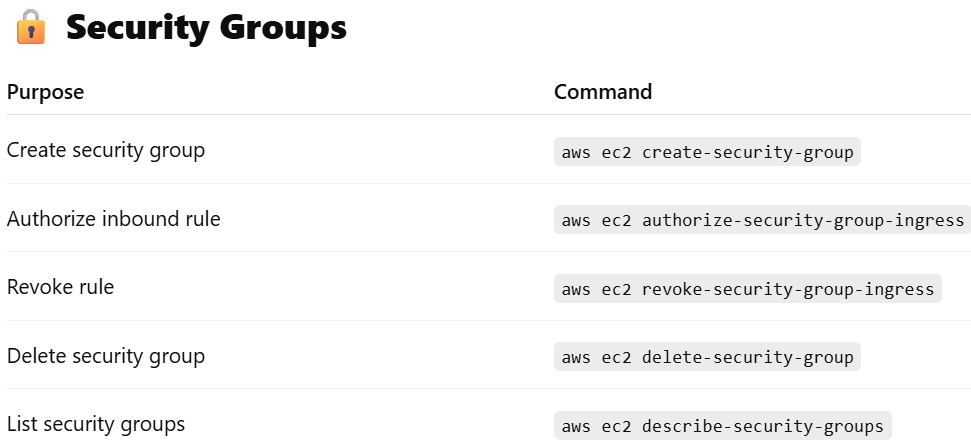 🔒 Security Groups
Purpose Command
Create security group aws ec2 create-security-group
Authorize inbound rule aws ec2 authorize-security-group-ingress
Revoke rule aws ec2 revoke-security-group-ingress
Delete security group aws ec2 delete-security-group
List security groups aws ec2 describe-security-groups